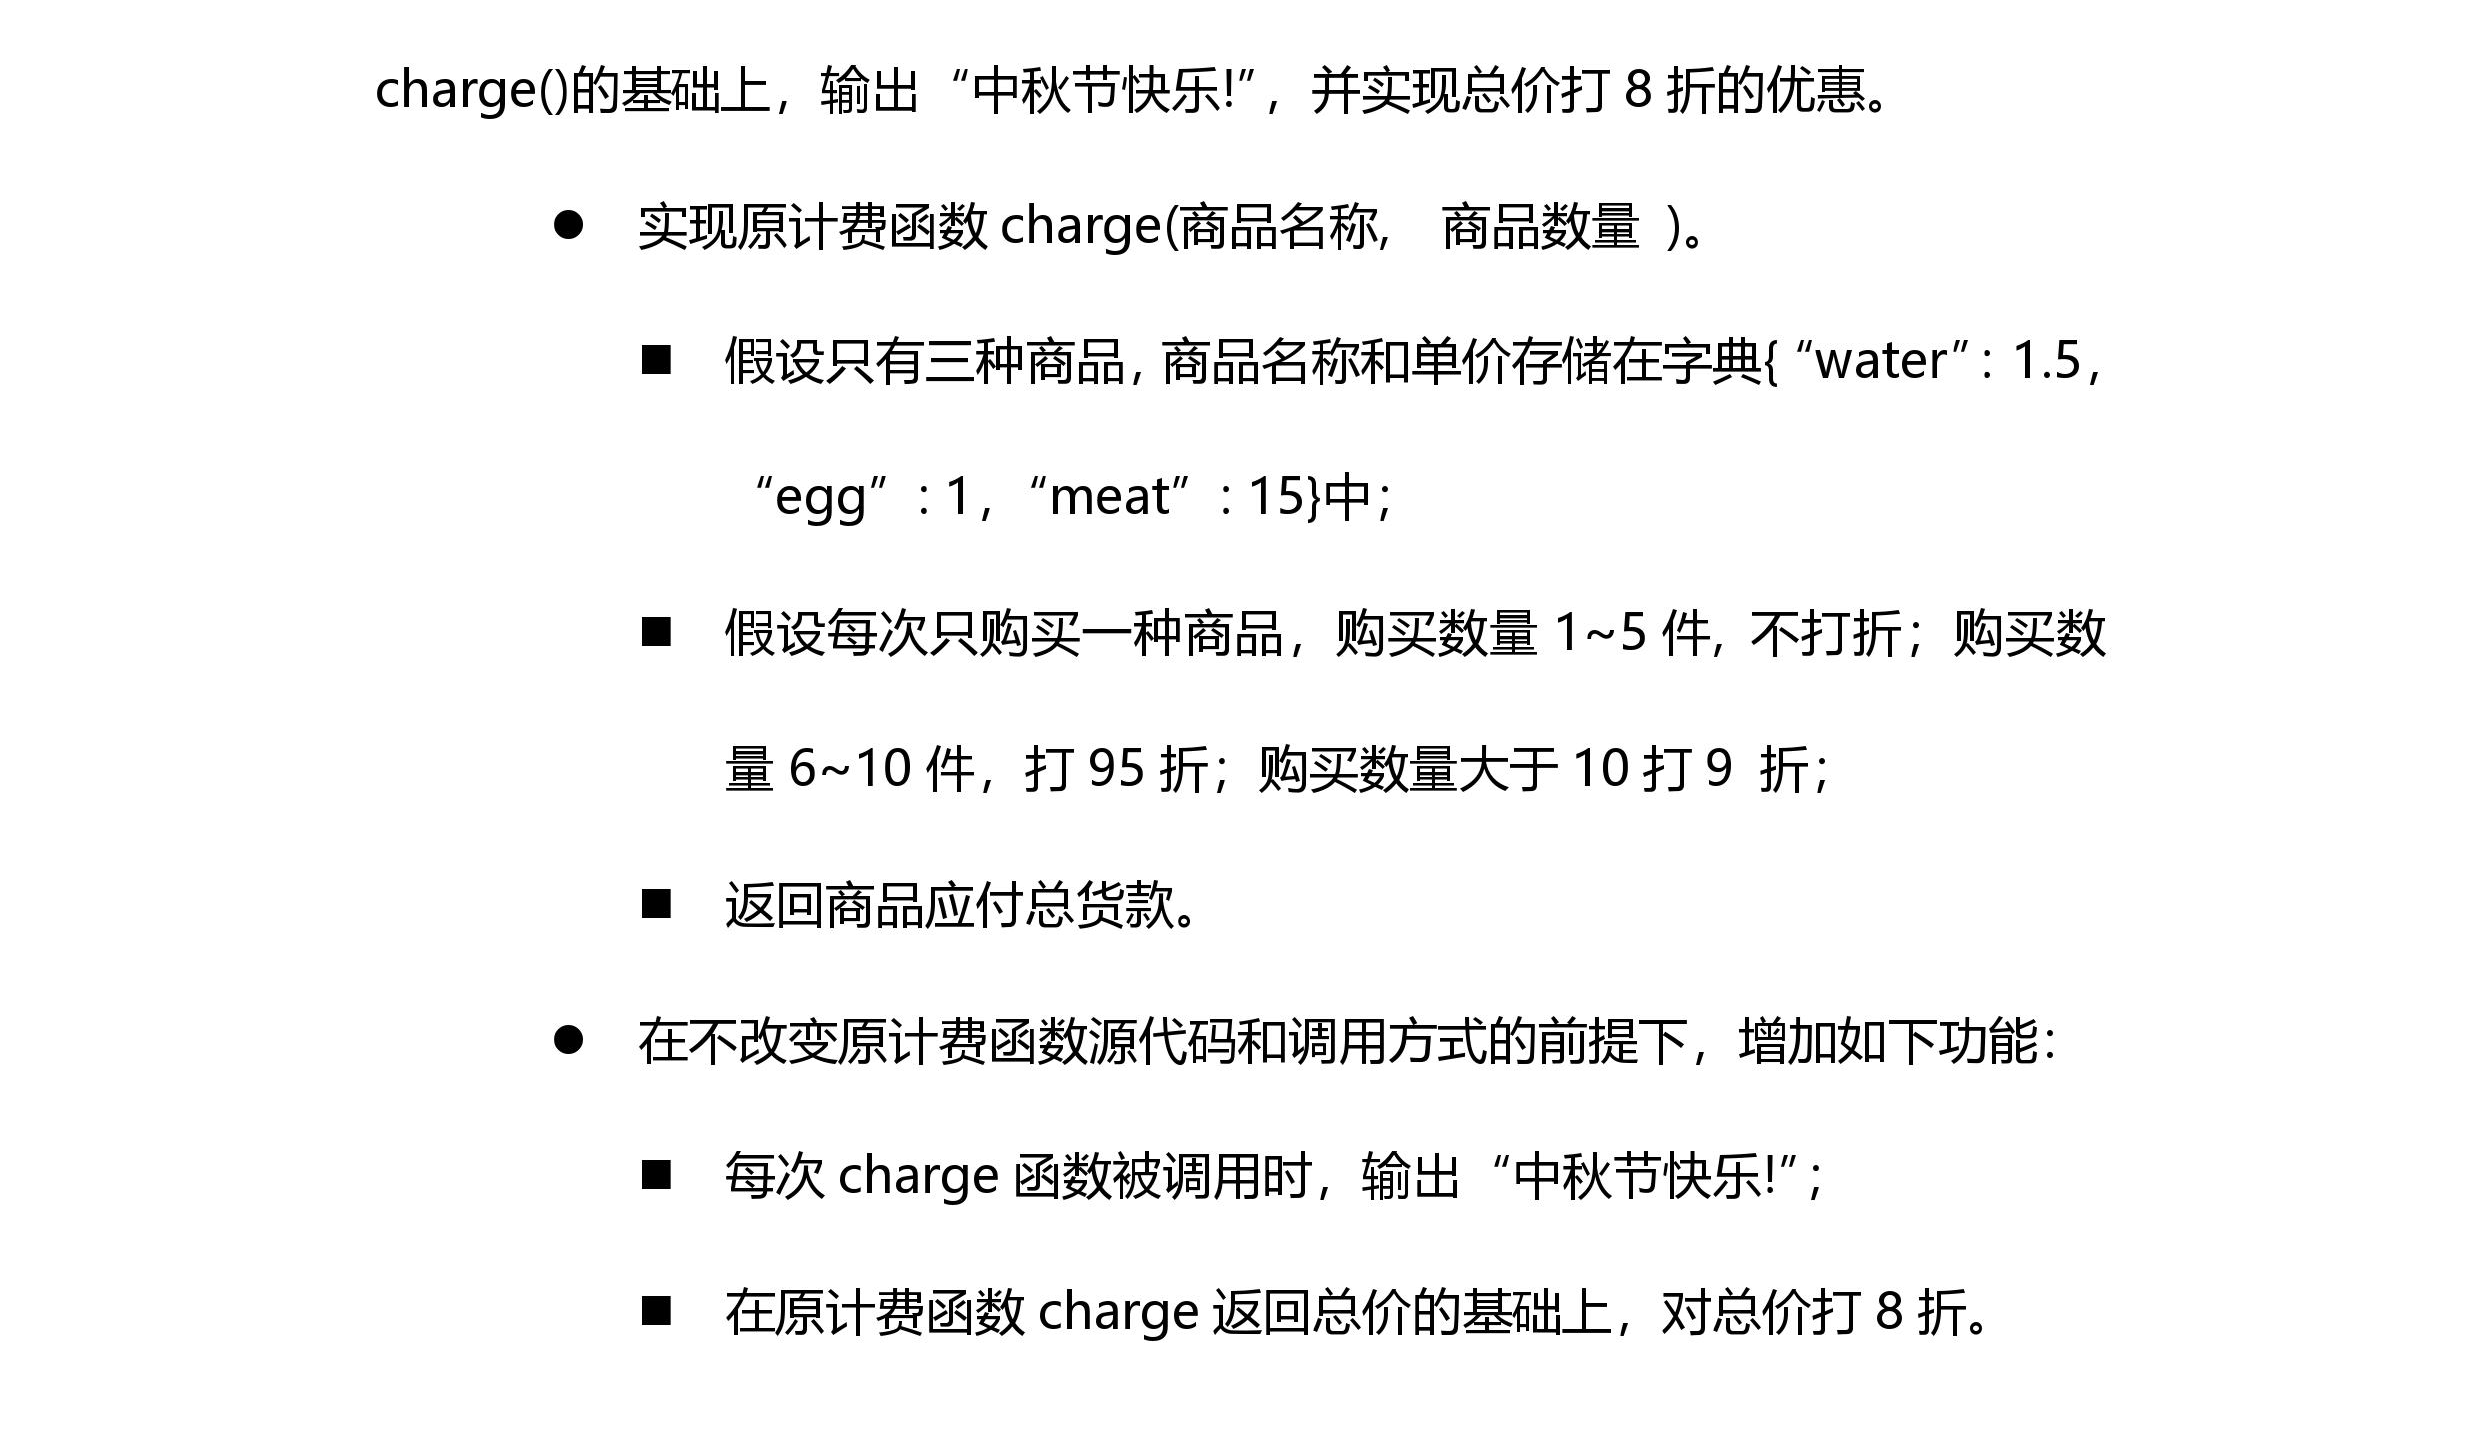 charge()的基础上，输出“中秋节快乐!”，并实现总价打 8 折的优惠。
● 实现原计费函数 charge(商品名称, 商品数量 )。
■ 假设只有三种商品, 商品名称和单价存储在字典{ “water”: 1.5,
“egg”: 1, “meat”: 15}中；
■ 假设每次只购买一种商品，购买数量 1~5 件, 不打折；购买数
量 6~10 件，打 95 折；购买数量大于 10 打 9 折；
■ 返回商品应付总货款。
● 在不改变原计费函数源代码和调用方式的前提下，增加如下功能：
■ 每次 charge 函数被调用时，输出“中秋节快乐!”；
■ 在原计费函数 charge 返回总价的基础上，对总价打 8 折。